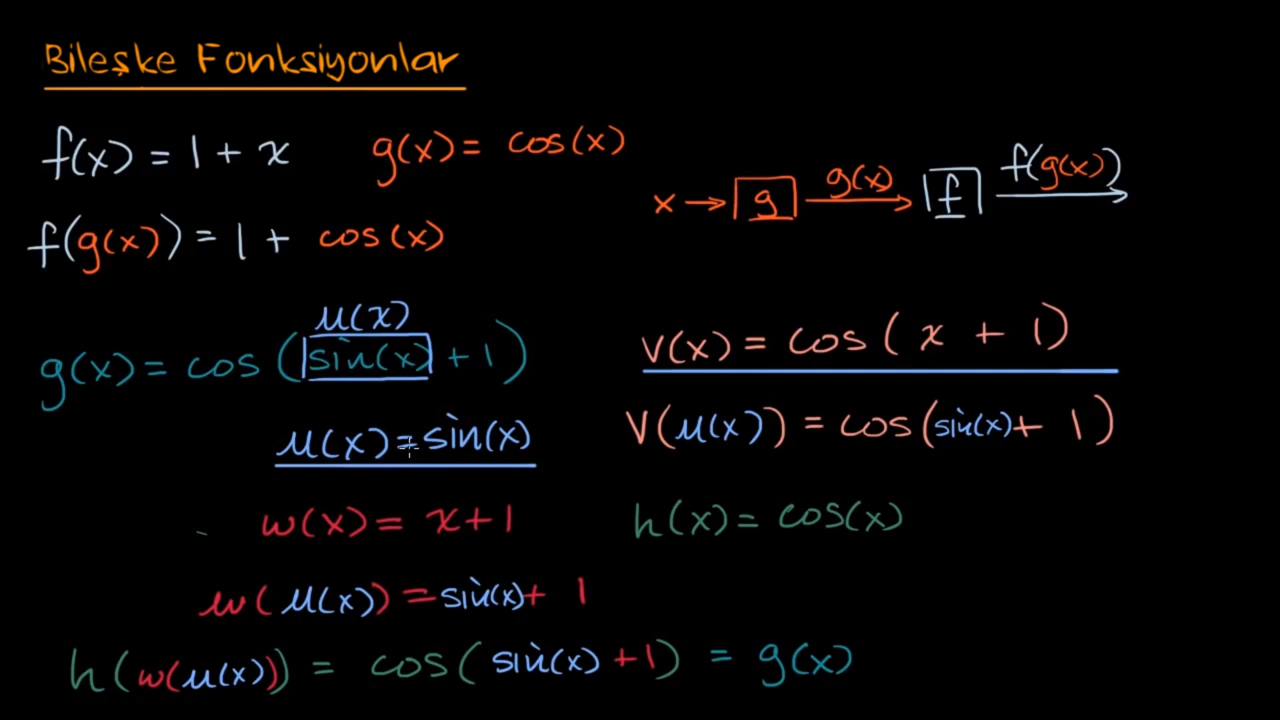 Bileşke Fonksiyonlar
f(x) = 1 + x
g(x) = cos(x)
x → g g(x) f f(g(x))
f(g(x)) = 1 + cos(x)
u(x)
g(x) = cos (sin(x) + 1)
v(x) = cos ( x + 1)
u(x) = sin(x)
v(u(x)) = cos (sin(x) + 1)
w(x) = x+1
h(x) = cos(x)
w( u(x)) = sin(x) + 1
h( w(u(x))) = cos( sin(x) +1) = g(x)